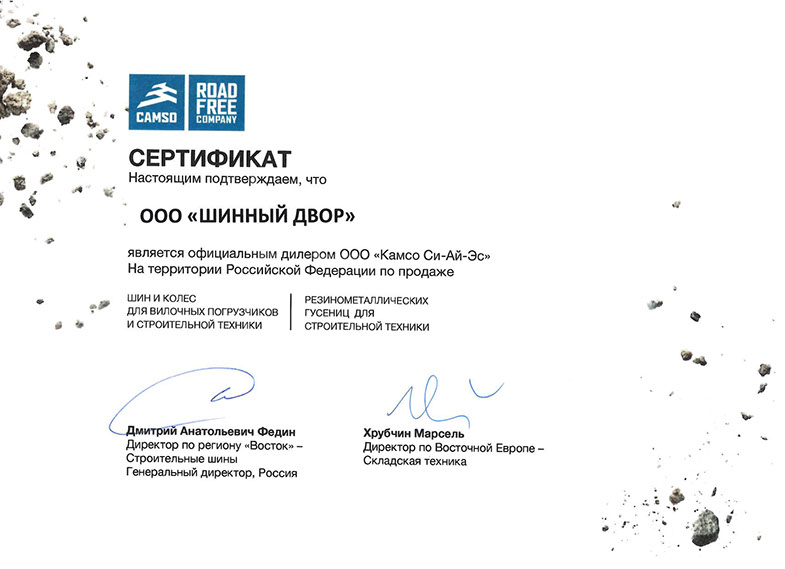 CAMSO
ROAD
FREE
COMPANY
СЕРТИФИКАТ
Настоящим подтверждаем, что
ООО «ШИННЫЙ ДВОР»
является официальным дилером ООО «Камсо Си-Ай-Эс»
На территории Российской Федерации по продаже
ШИН И КОЛЕС
ДЛЯ ВИЛОЧНЫХ ПОГРУЗЧИКОВ
И СТРОИТЕЛЬНОЙ ТЕХНИКИ
РЕЗИНОМЕТАЛЛИЧЕСКИХ
ГУСЕНИЦ ДЛЯ
СТРОИТЕЛЬНОЙ ТЕХНИКИ
Дмитрий Анатольевич Федин
Директор по региону «Восток» –
Строительные шины
Генеральный директор, Россия
Хрубчин Марсель
Директор по Восточной Европе –
Складская техника